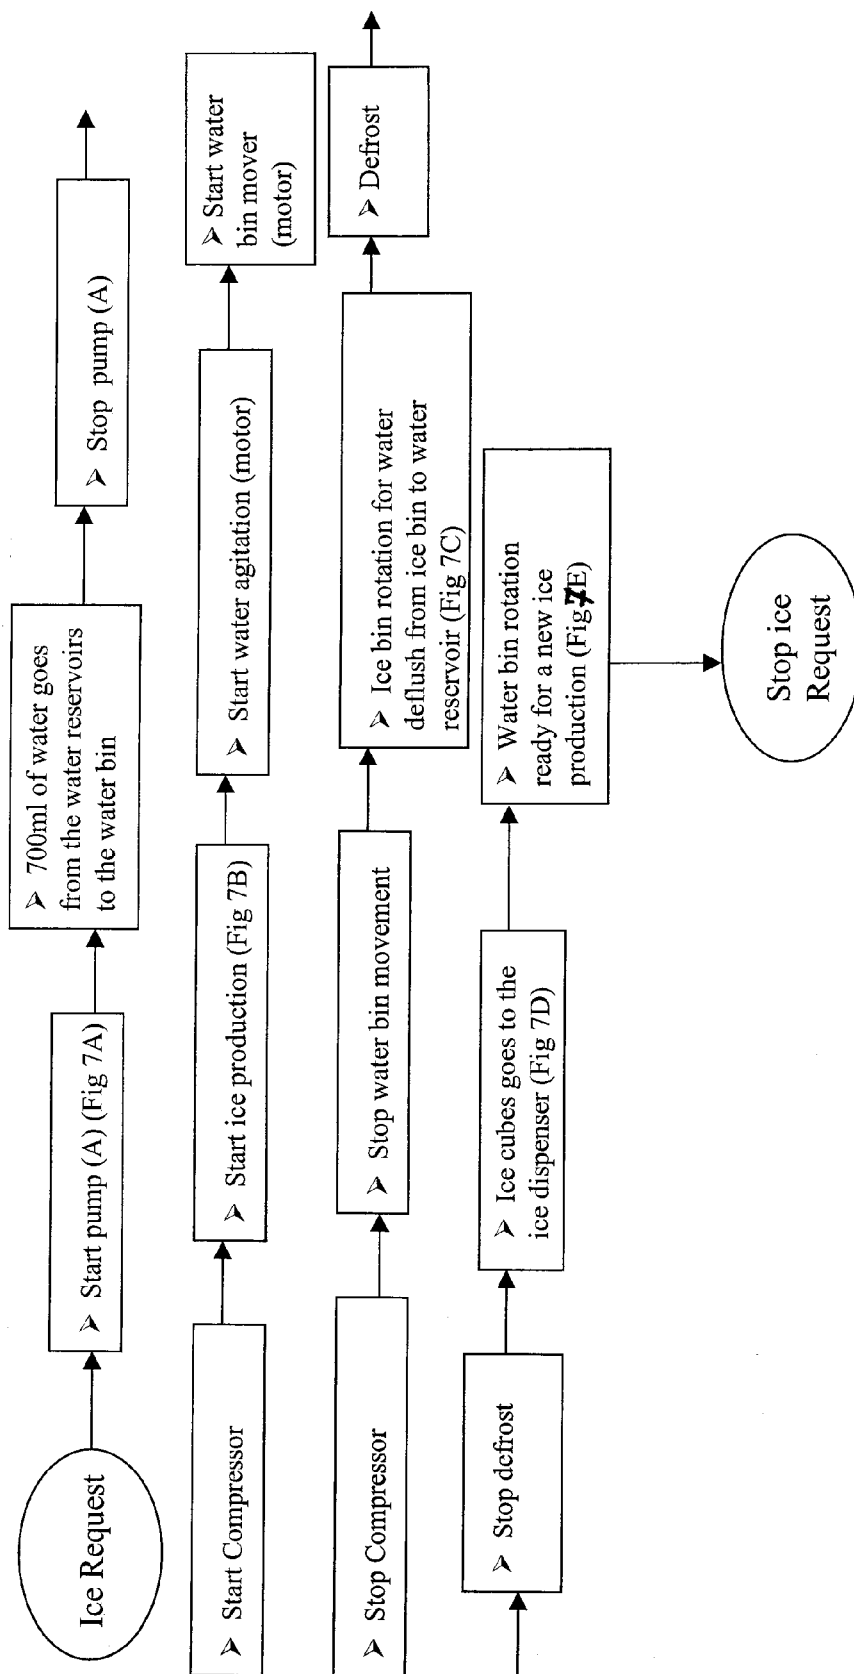 Ice Request
➢ Start pump (A) (Fig 7A)
➢ 700ml of water goes
from the water reservoirs
to the water bin
➢ Stop pump (A)
➢ Start Compressor
➢ Start ice production (Fig 7B)
➢ Start water agitation (motor)
➢ Start water
bin mover
(motor)
➢ Stop Compressor
➢ Stop water bin movement
➢ Ice bin rotation for water
deflush from ice bin to water
reservoir (Fig 7C)
➢ Defrost
➢ Stop defrost
➢ Ice cubes goes to the
ice dispenser (Fig 7D)
➢ Water bin rotation
ready for a new ice
production (Fig 7E)
Stop ice
Request